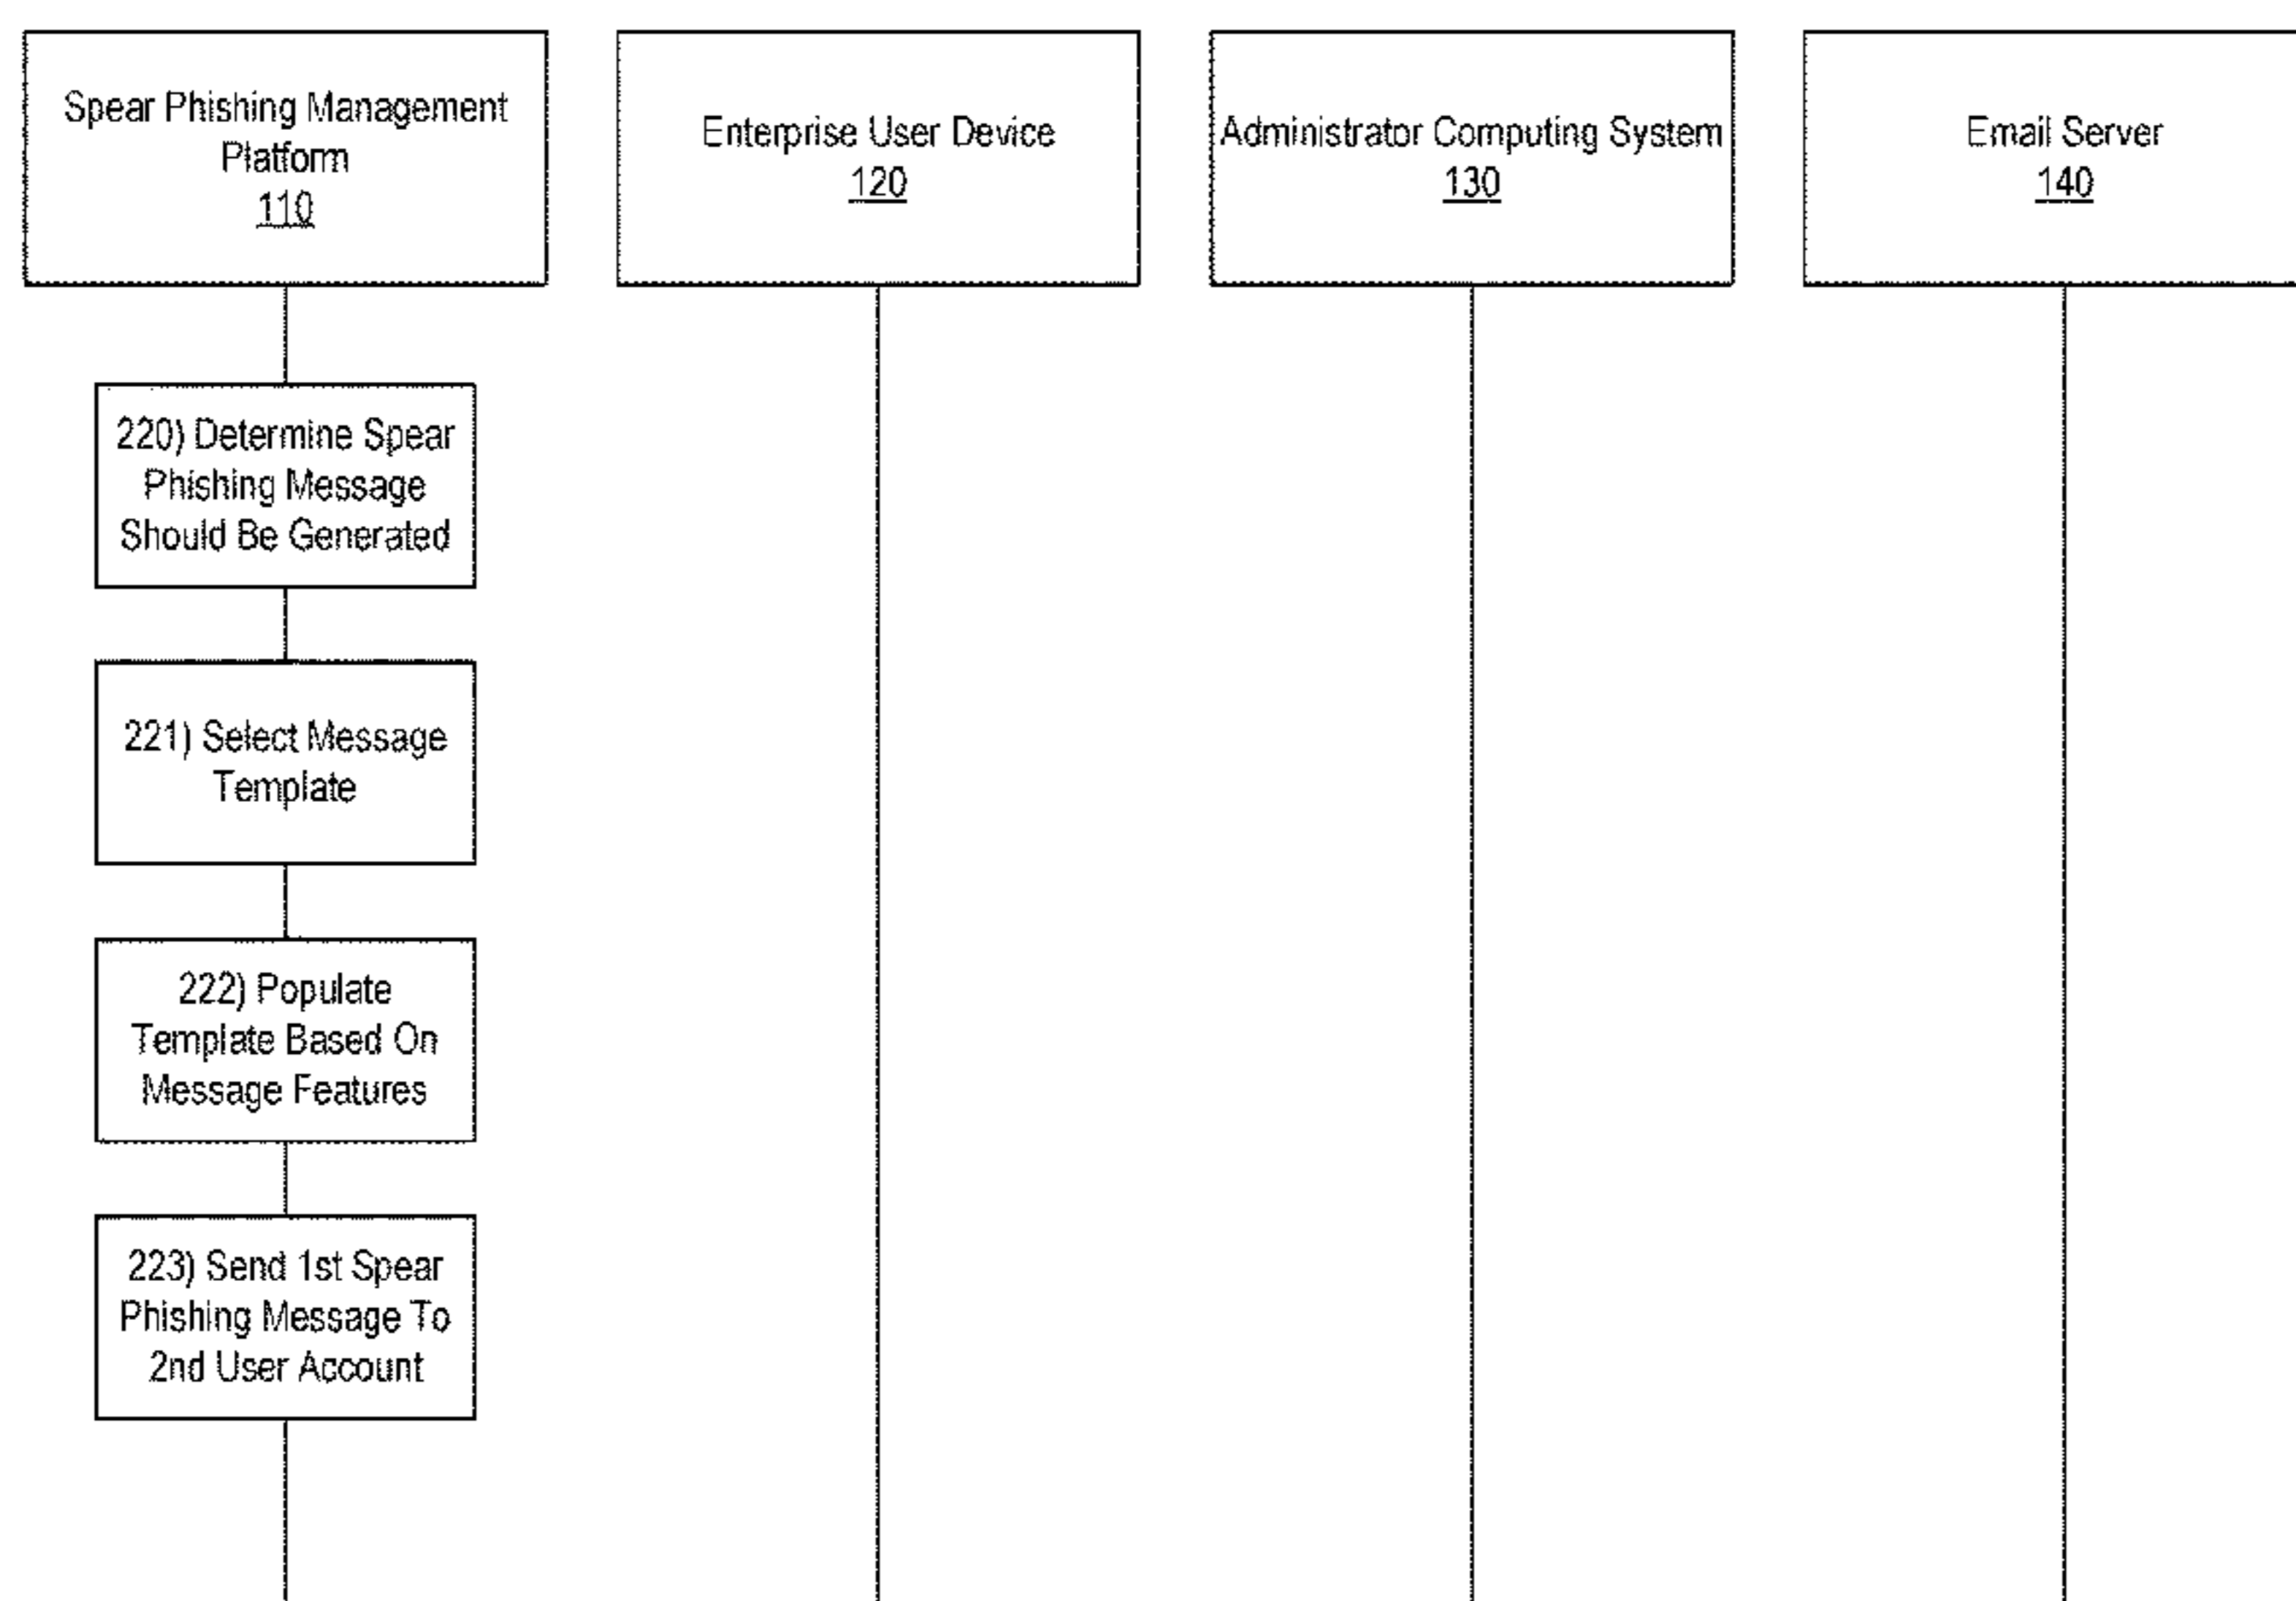 Spear Phishing Management
Platform
110
Enterprise User Device
120
Administrator Computing System
130
Email Server
140
220) Determine Spear
Phishing Message
Should Be Generated
221) Select Message
Template
222) Populate
Template Based On
Message Features
223) Send 1st Spear
Phishing Message To
2nd User Account